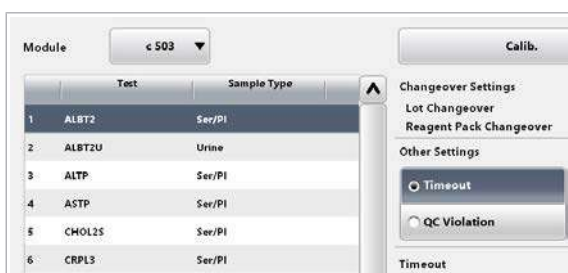 Module c 503 Calib.
Test Sample Type
1 ALBT2 Ser/Pl
2 ALBT2U Urine
3 ALTP Ser/Pl
4 ASTP Ser/Pl
5 CHOL2S Ser/Pl
6 CRPL3 Ser/Pl
Changeover Settings
Lot Changeover
Reagent Pack Changeover
Other Settings
Timeout
QC Violation
Timeout